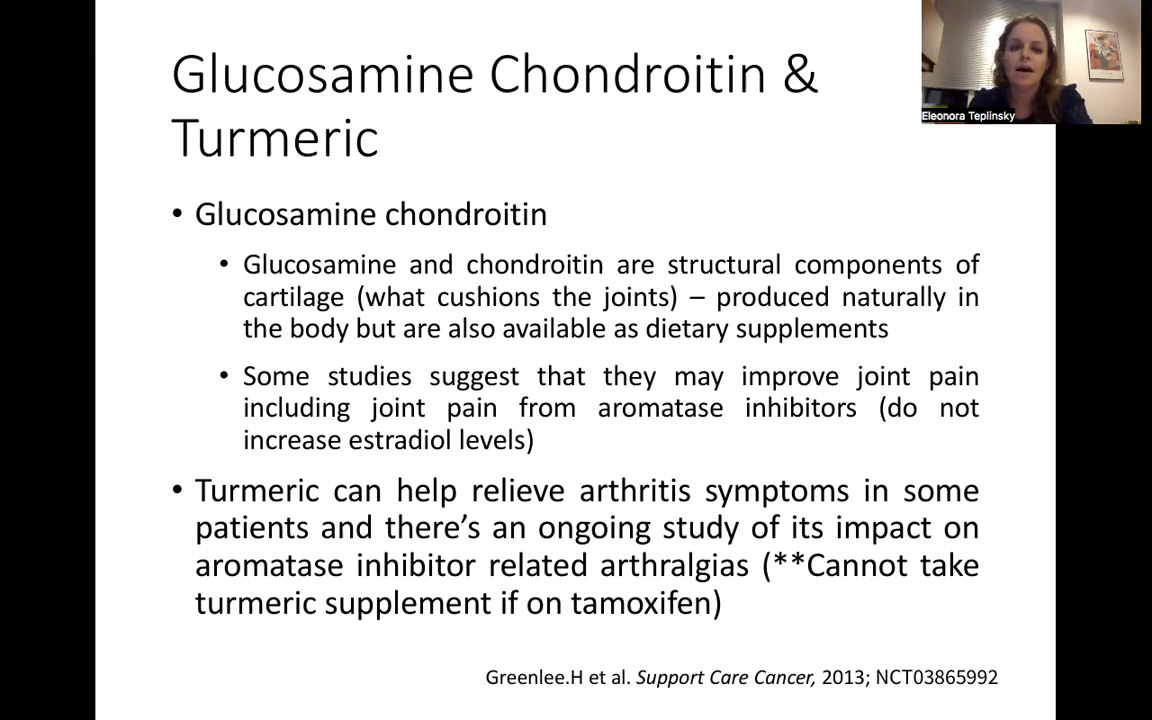 Glucosamine Chondroitin &
Turmeric
Eleonora Teplinsky
• Glucosamine chondroitin
• Glucosamine and chondroitin are structural components of
cartilage (what cushions the joints) – produced naturally in
the body but are also available as dietary supplements
• Some studies suggest that they may improve joint pain
including joint pain from aromatase inhibitors (do not
increase estradiol levels)
• Turmeric can help relieve arthritis symptoms in some
patients and there’s an ongoing study of its impact on
aromatase inhibitor related arthralgias (**Cannot take
turmeric supplement if on tamoxifen)
Greenlee.H et al. Support Care Cancer, 2013; NCT03865992